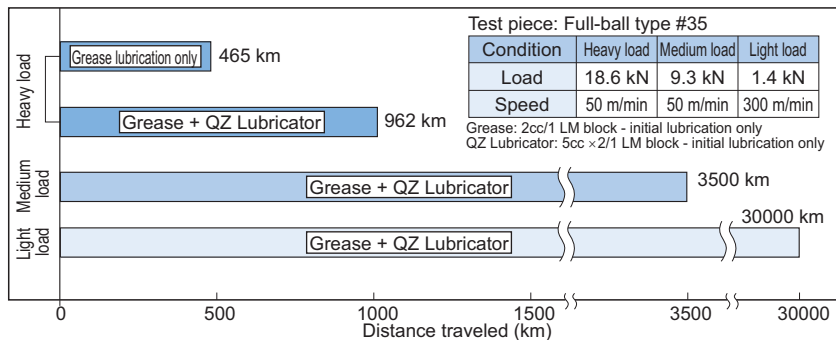 Test piece: Full-ball type #35
Condition Heavy load Medium load Light load
Load 18.6 kN 9.3 kN 1.4 kN
Speed 50 m/min 50 m/min 300 m/min
Grease: 2cc/1 LM block - initial lubrication only
QZ Lubricator: 5cc ×2/1 LM block - initial lubrication only
Heavy load
Grease lubrication only 465 km
Grease + QZ Lubricator 962 km
Medium
load
Grease + QZ Lubricator 3500 km
Light
load
Grease + QZ Lubricator 30000 km
0 500 1000 1500 3500 30000
Distance traveled (km)